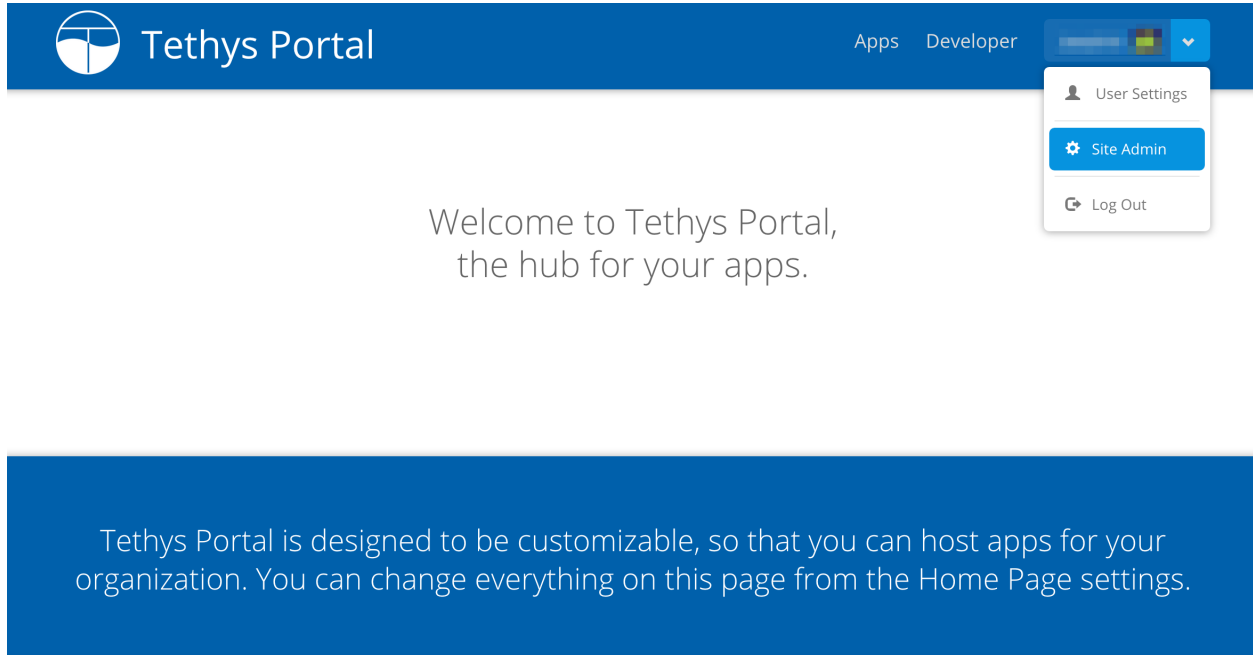 Tethys Portal
Apps
Developer
User Settings
Site Admin
Log Out
Welcome to Tethys Portal,
the hub for your apps.
Tethys Portal is designed to be customizable, so that you can host apps for your
organization. You can change everything on this page from the Home Page settings.